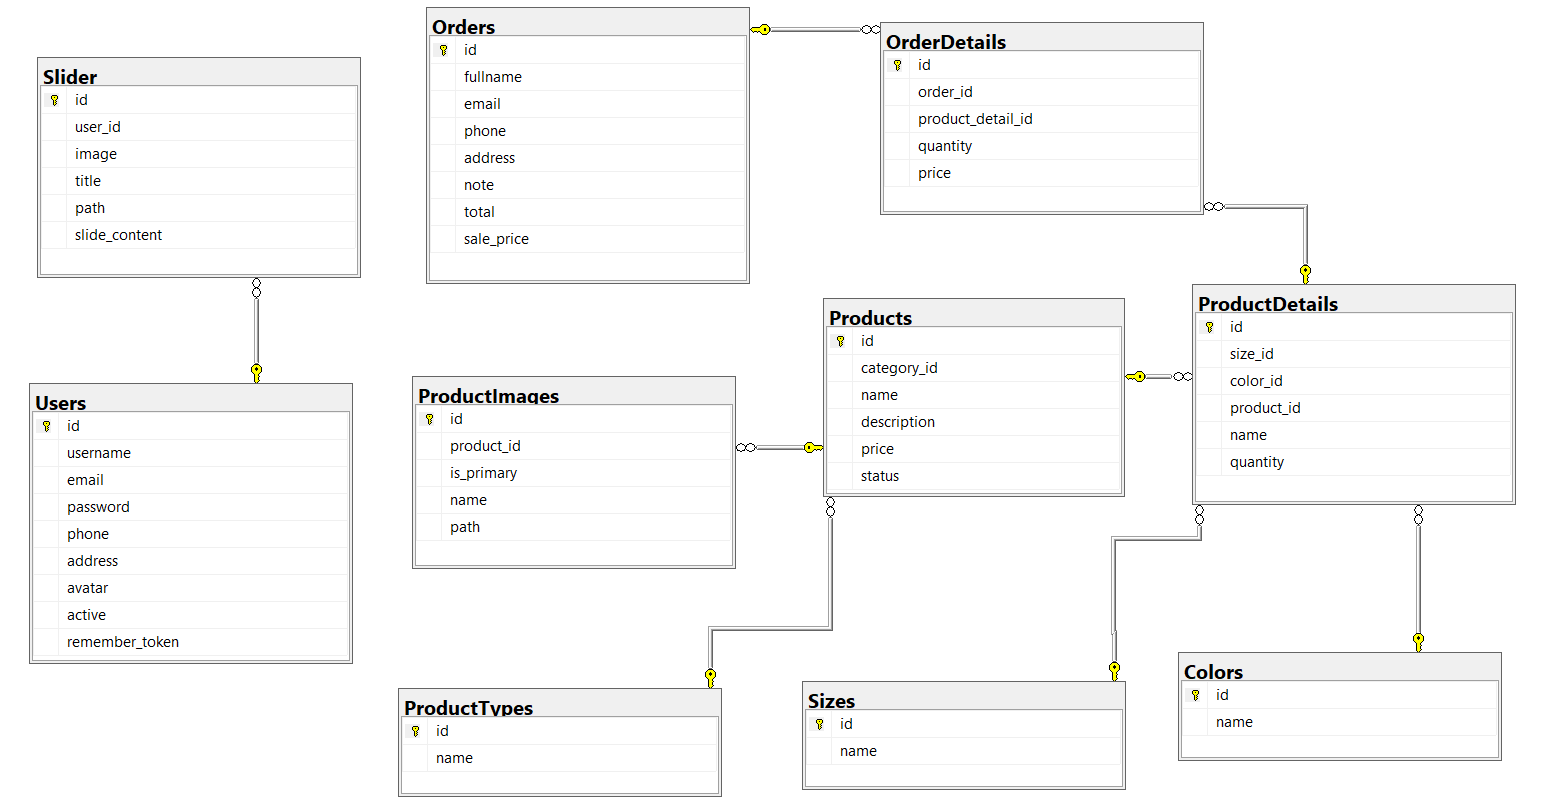 Slider
id
user_id
image
title
path
slide_content
Users
id
username
email
password
phone
address
avatar
active
remember_token
Orders
id
fullname
email
phone
address
note
total
sale_price
OrderDetails
id
order_id
product_detail_id
quantity
price
Products
id
category_id
name
description
price
status
ProductDetails
id
size_id
color_id
product_id
name
quantity
ProductImages
id
product_id
is_primary
name
path
ProductTypes
id
name
Sizes
id
name
Colors
id
name